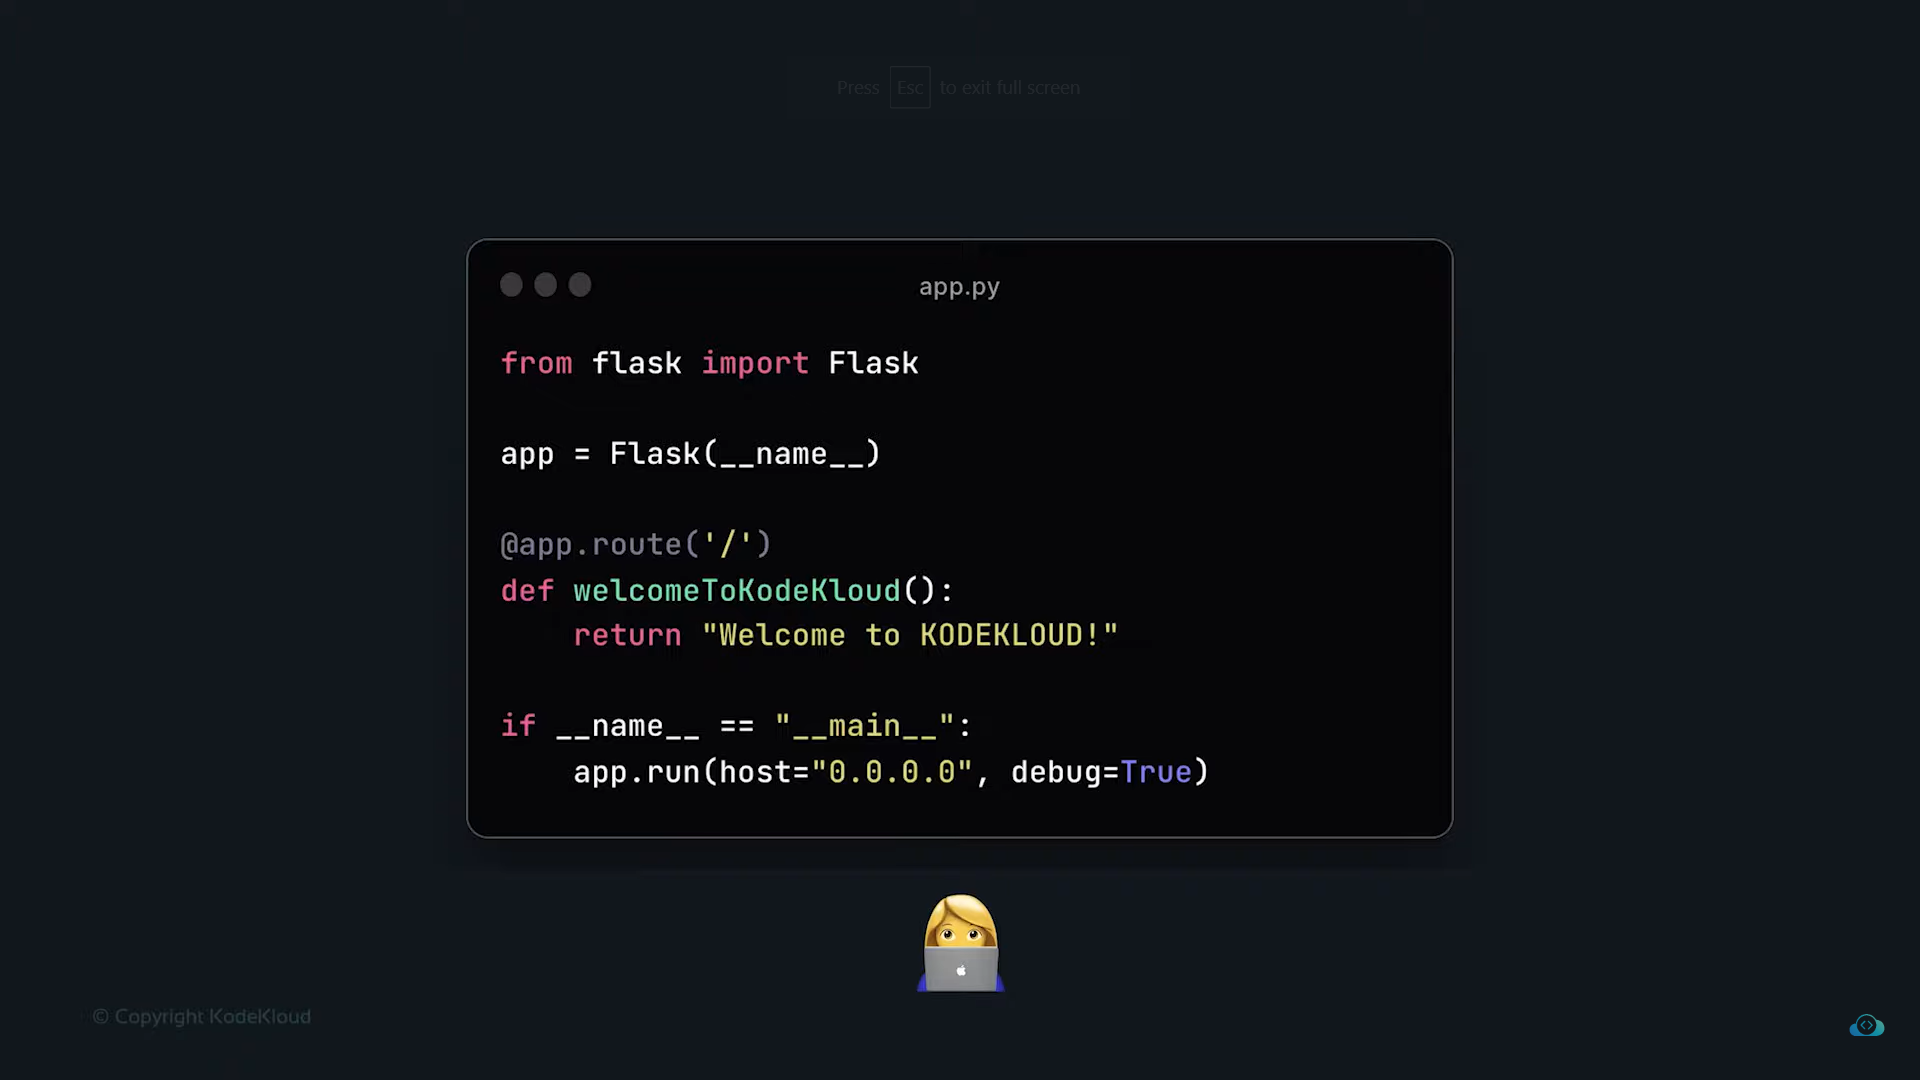 Press Esc to exit full screen
app.py
from flask import Flask
app = Flask(__name__)
@app.route('/')
def welcomeToKodeKloud():
    return "Welcome to KODEKLOUD!"
if __name__ == "__main__":
    app.run(host="0.0.0.0", debug=True)
© Copyright KodeKloud